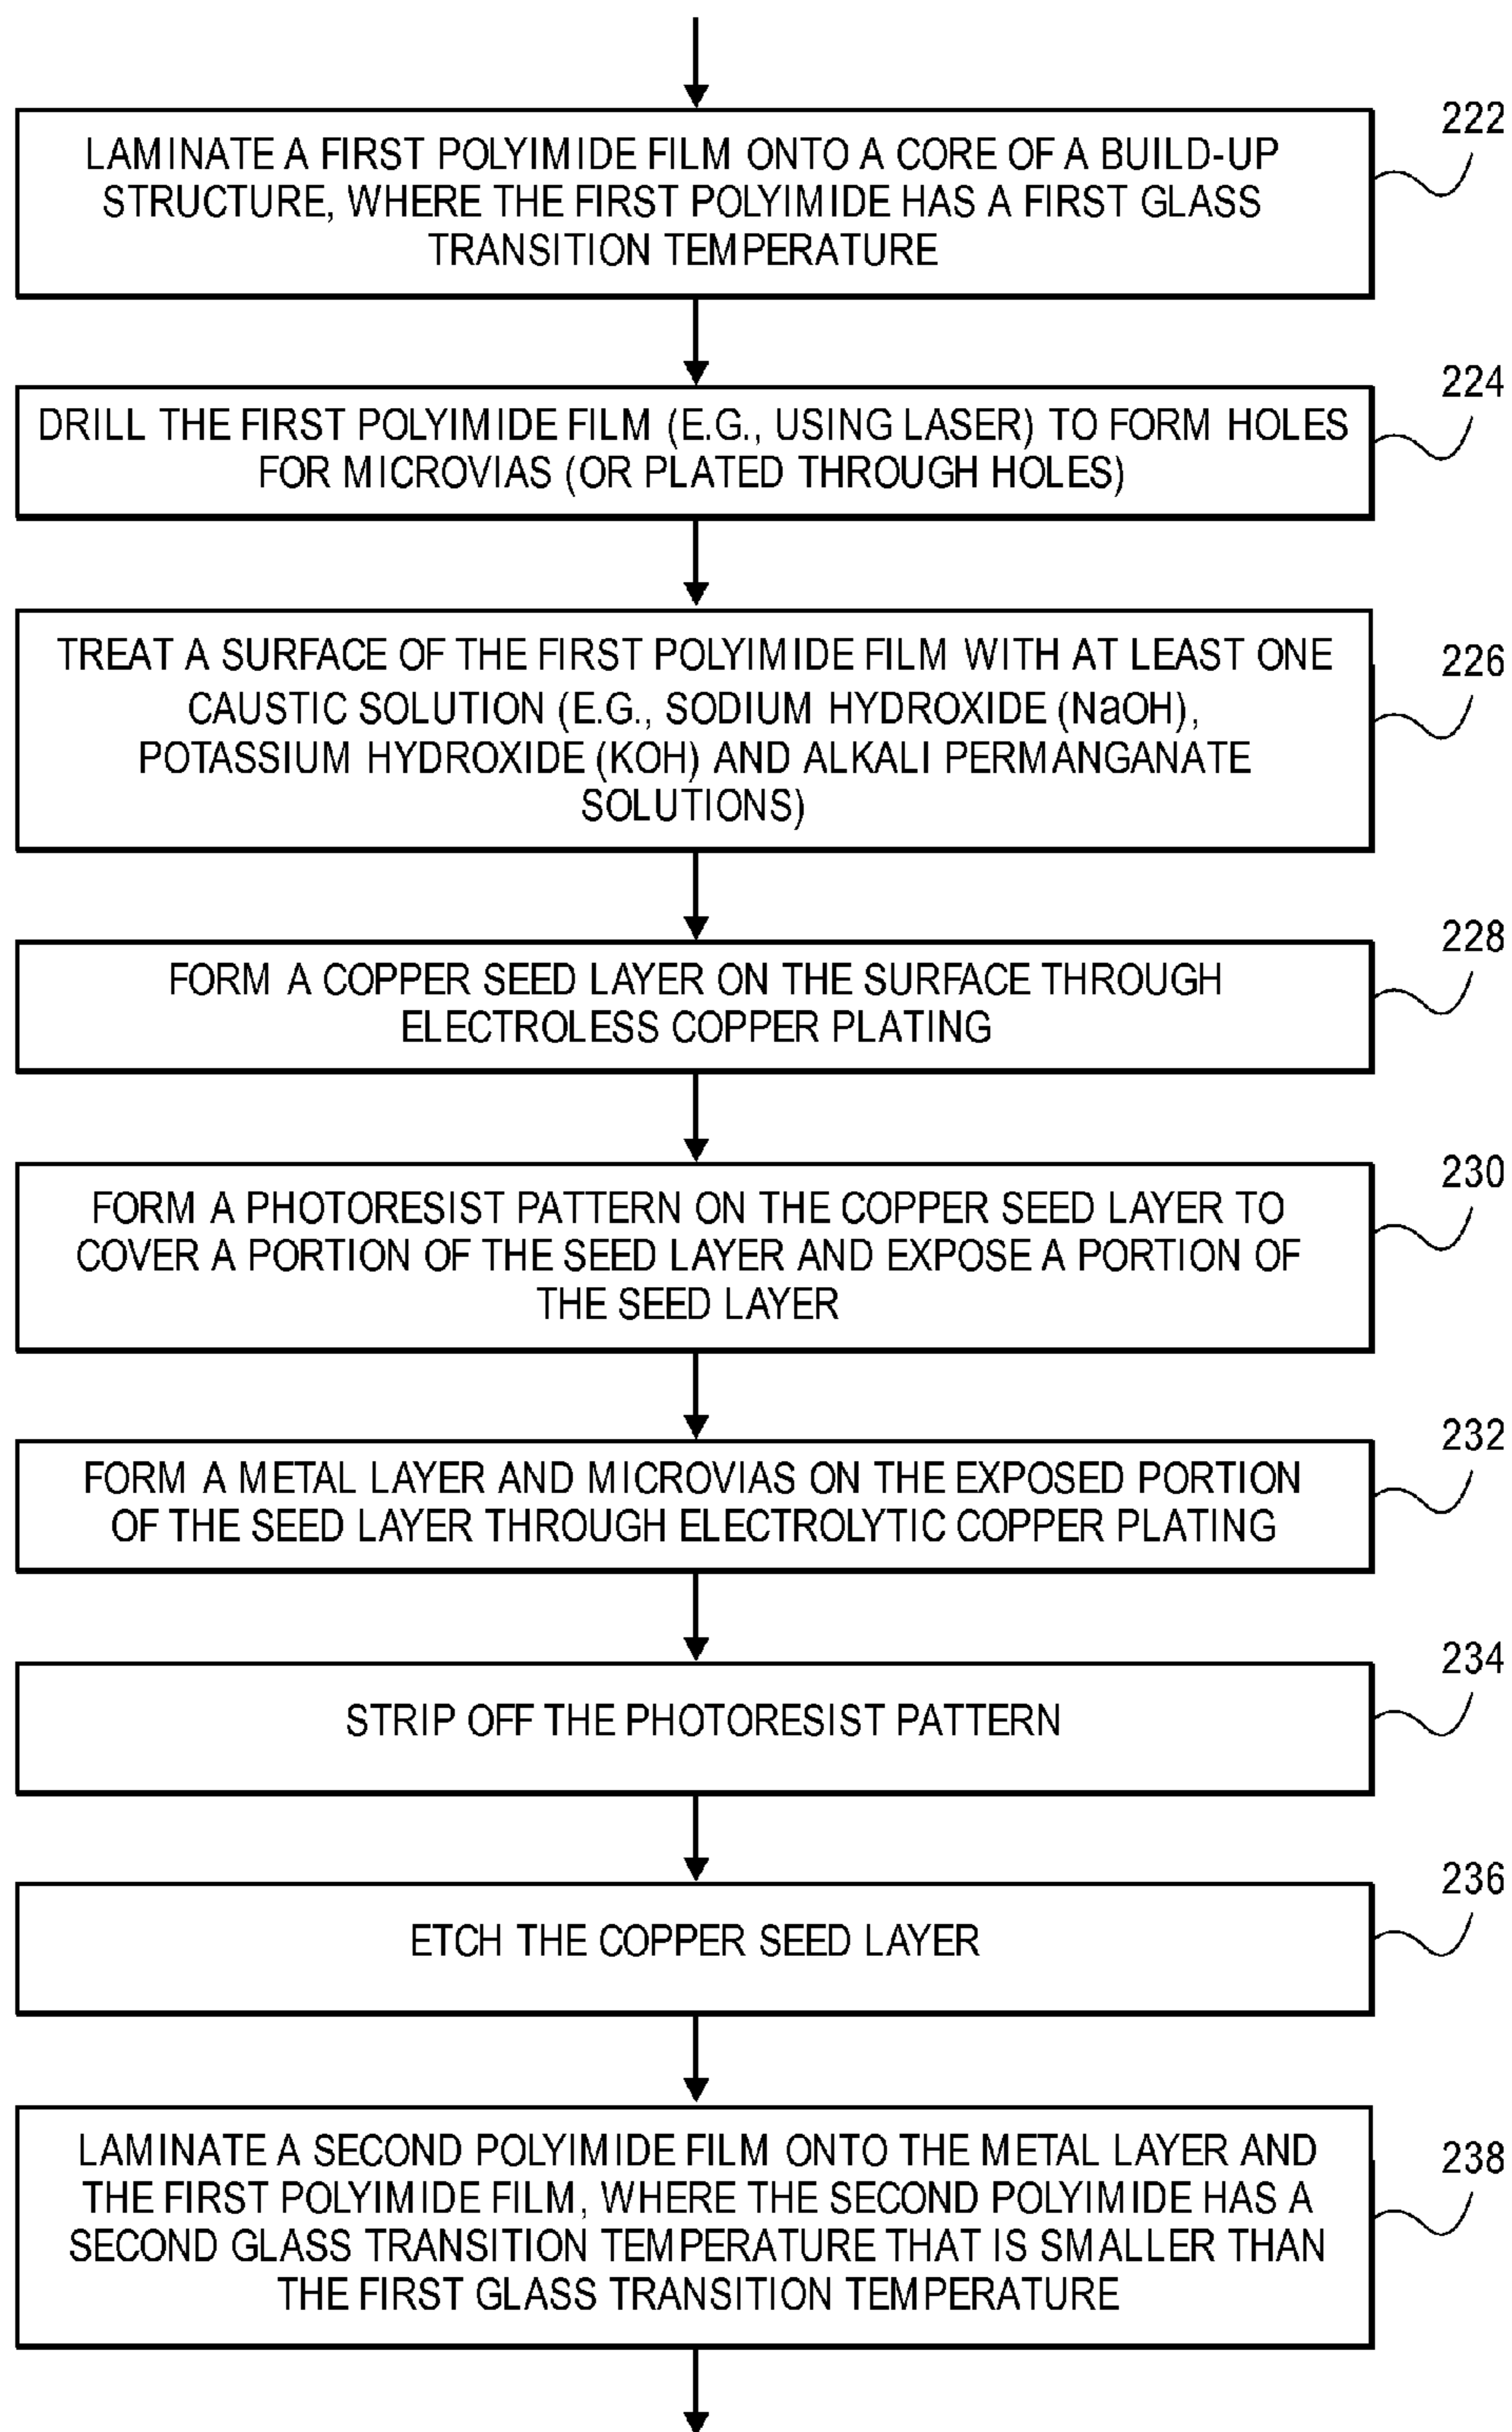 222
LAMINATE A FIRST POLYIMIDE FILM ONTO A CORE OF A BUILD-UP
STRUCTURE, WHERE THE FIRST POLYIMIDE HAS A FIRST GLASS
TRANSITION TEMPERATURE
224
DRILL THE FIRST POLYIMIDE FILM (E.G., USING LASER) TO FORM HOLES
FOR MICROVIAS (OR PLATED THROUGH HOLES)
226
TREAT A SURFACE OF THE FIRST POLYIMIDE FILM WITH AT LEAST ONE
CAUSTIC SOLUTION (E.G., SODIUM HYDROXIDE (NaOH),
POTASSIUM HYDROXIDE (KOH) AND ALKALI PERMANGANATE
SOLUTIONS)
228
FORM A COPPER SEED LAYER ON THE SURFACE THROUGH
ELECTROLESS COPPER PLATING
230
FORM A PHOTORESIST PATTERN ON THE COPPER SEED LAYER TO
COVER A PORTION OF THE SEED LAYER AND EXPOSE A PORTION OF
THE SEED LAYER
232
FORM A METAL LAYER AND MICROVIAS ON THE EXPOSED PORTION
OF THE SEED LAYER THROUGH ELECTROLYTIC COPPER PLATING
234
STRIP OFF THE PHOTORESIST PATTERN
236
ETCH THE COPPER SEED LAYER
238
LAMINATE A SECOND POLYIMIDE FILM ONTO THE METAL LAYER AND
THE FIRST POLYIMIDE FILM, WHERE THE SECOND POLYIMIDE HAS A
SECOND GLASS TRANSITION TEMPERATURE THAT IS SMALLER THAN
THE FIRST GLASS TRANSITION TEMPERATURE